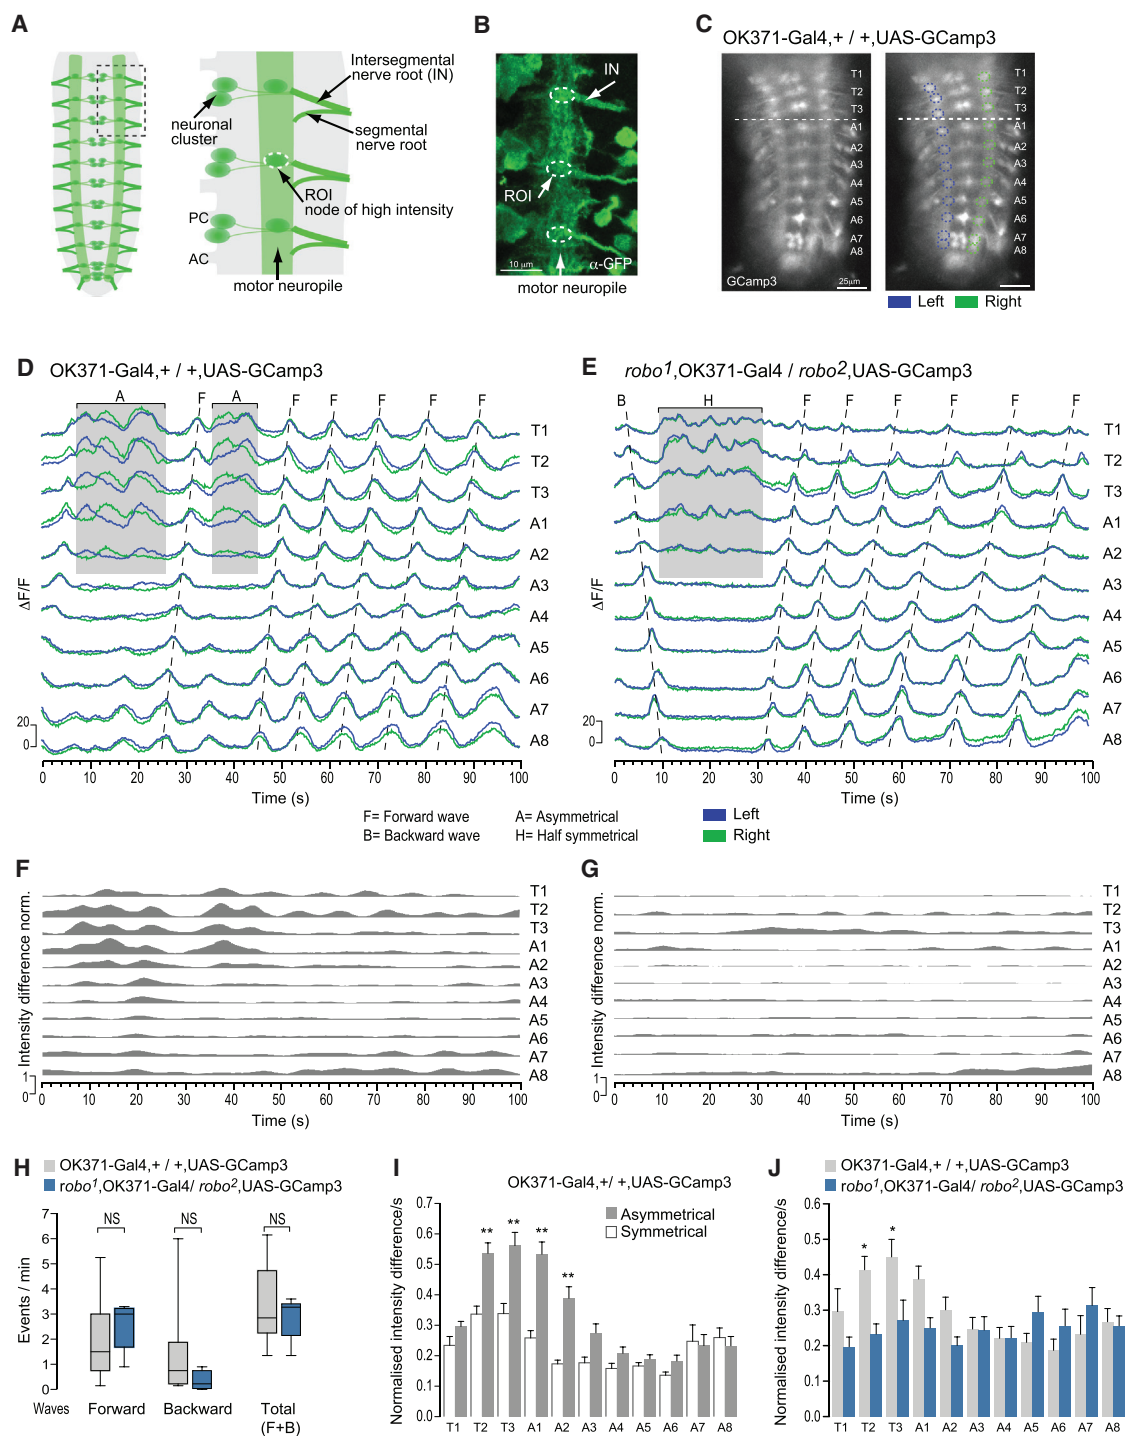 A
Intersegmental
nerve root (IN)
neuronal
cluster
segmental
nerve root
ROI
node of high intensity
PC
AC
motor neuropile
B
IN
ROI
10 µm
α-GFP
motor neuropile
C
OK371-Gal4,+ / +,UAS-GCamp3
T1
T2
T3
A1
A2
A3
A4
A5
A6
A7
A8
GCamp3
25µm
T1
T2
T3
A1
A2
A3
A4
A5
A6
A7
A8
Left
Right
D
OK371-Gal4,+ / +,UAS-GCamp3
A F A F F F F F
T1
T2
T3
A1
A2
A3
A4
A5
A6
A7
A8
ΔF/F
20
0
0 10 20 30 40 50 60 70 80 90 100
Time (s)
E
robo1,OK371-Gal4 / robo2,UAS-GCamp3
B H F F F F F F
T1
T2
T3
A1
A2
A3
A4
A5
A6
A7
A8
ΔF/F
20
0
0 10 20 30 40 50 60 70 80 90 100
Time (s)
F= Forward wave
A= Asymmetrical
Left
B= Backward wave
H= Half symmetrical
Right
F
Intensity difference norm.
T1
T2
T3
A1
A2
A3
A4
A5
A6
A7
A8
1
0
0 10 20 30 40 50 60 70 80 90 100
Time (s)
G
Intensity difference norm.
T1
T2
T3
A1
A2
A3
A4
A5
A6
A7
A8
1
0
0 10 20 30 40 50 60 70 80 90 100
Time (s)
H
OK371-Gal4,+ / +,UAS-GCamp3
robo1,OK371-Gal4/ robo2,UAS-GCamp3
Events / min
7
6
5
4
3
2
1
0
NS
NS
NS
Waves Forward Backward Total
(F+B)
I
OK371-Gal4,+/ +,UAS-GCamp3
Asymmetrical
Symmetrical
Normalised intensity difference/s
0.7
0.6
0.5
0.4
0.3
0.2
0.1
0.0
** ** ** **
T1 T2 T3 A1 A2 A3 A4 A5 A6 A7 A8
J
OK371-Gal4,+ / +,UAS-GCamp3
robo1,OK371-Gal4/ robo2,UAS-GCamp3
Normalised intensity difference/s
0.6
0.5
0.4
0.3
0.2
0.1
0.0
* *
T1 T2 T3 A1 A2 A3 A4 A5 A6 A7 A8